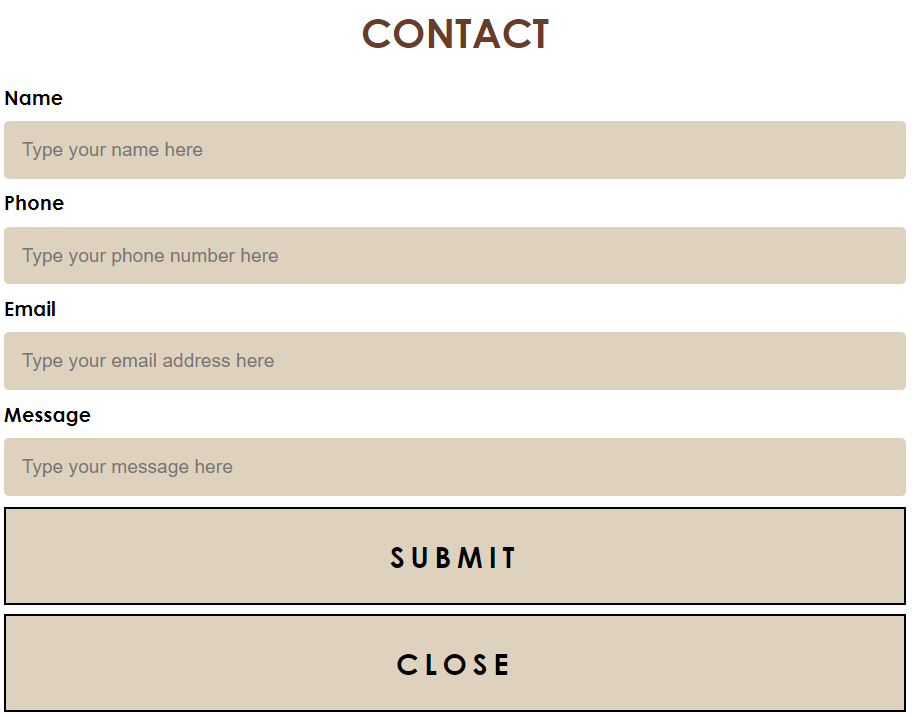 CONTACT
Name
Type your name here
Phone
Type your phone number here
Email
Type your email address here
Message
Type your message here
SUBMIT
CLOSE